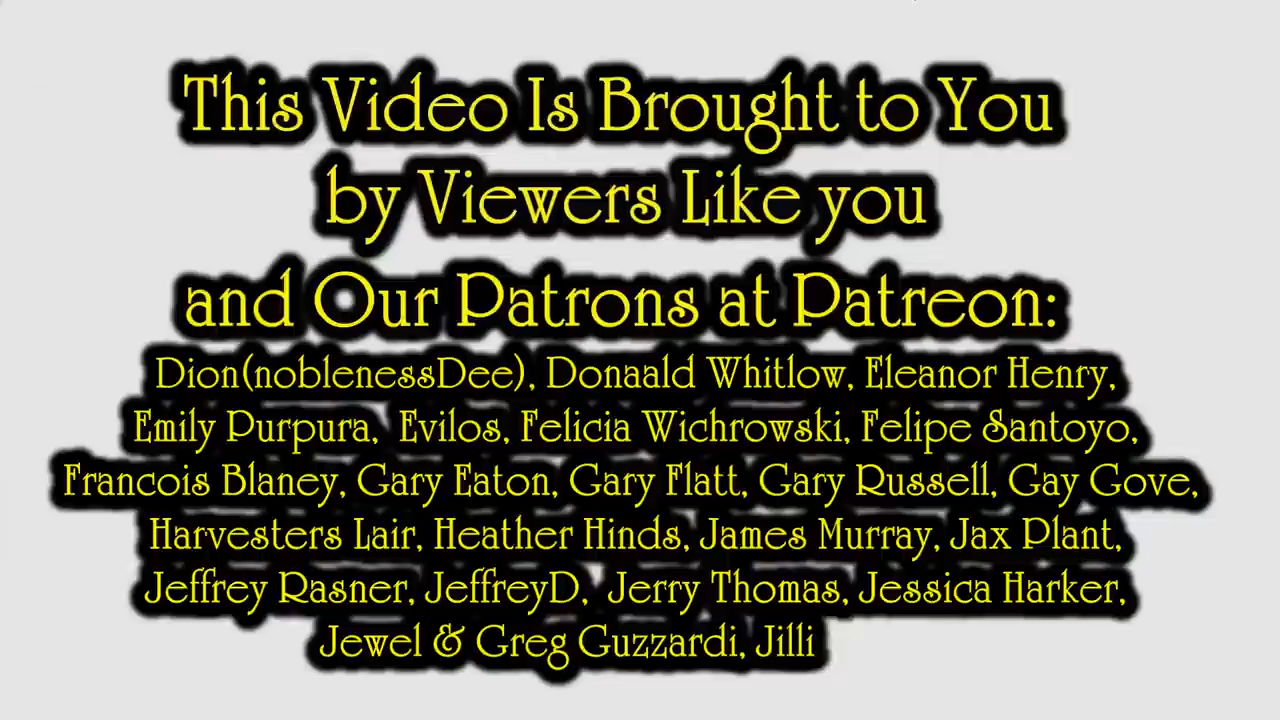 This Video Is Brought to You
by Viewers Like you
and Our Patrons at Patreon:
Dion(noblenessDee), Donaald Whitlow, Eleanor Henry,
Emily Purpura,  Evilos, Felicia Wichrowski, Felipe Santoyo,
Francois Blaney, Gary Eaton, Gary Flatt, Gary Russell, Gay Gove,
Harvesters Lair, Heather Hinds, James Murray, Jax Plant,
Jeffrey Rasner, JeffreyD,  Jerry Thomas, Jessica Harker,
Jewel & Greg Guzzardi, Jilli